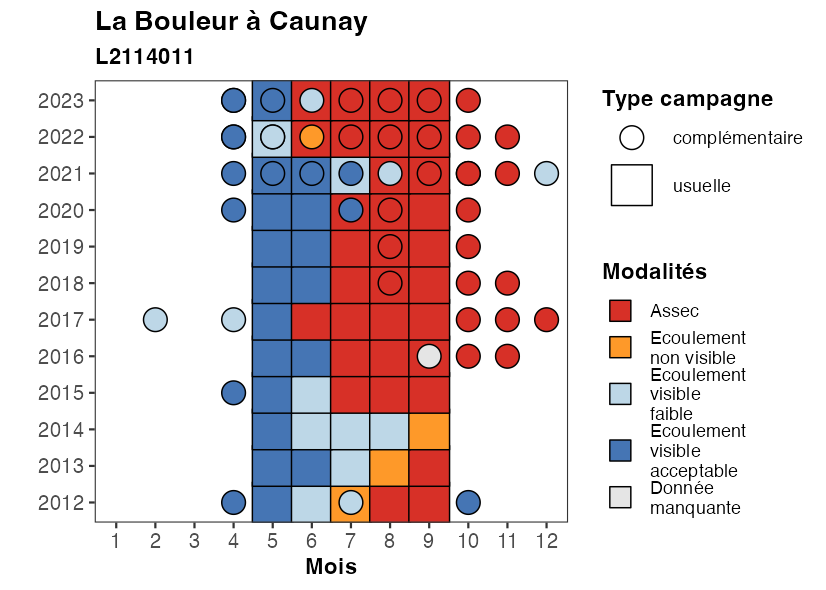 La Bouleur à Caunay
L2114011
2023
2022
2021
2020
2019
2018
2017
2016
2015
2014
2013
2012
1 2 3 4 5 6 7 8 9 10 11 12
Mois
Type campagne
complémentaire
usuelle
Modalités
Assec
Ecoulement
non visible
Ecoulement
visible
faible
Ecoulement
visible
acceptable
Donnée
manquante